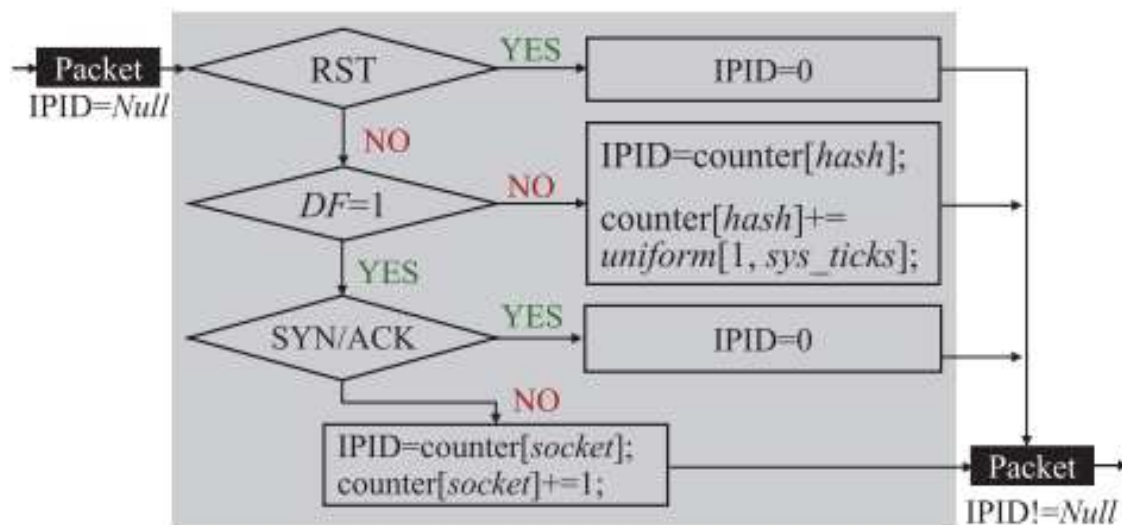 Packet
IPID=Null
RST
YES
IPID=0
NO
DF=1
NO
IPID=counter[hash];
counter[hash]+=
uniform[1, sys_ticks];
YES
SYN/ACK
YES
IPID=0
NO
IPID=counter[socket];
counter[socket]+=1;
Packet
IPID!=Null